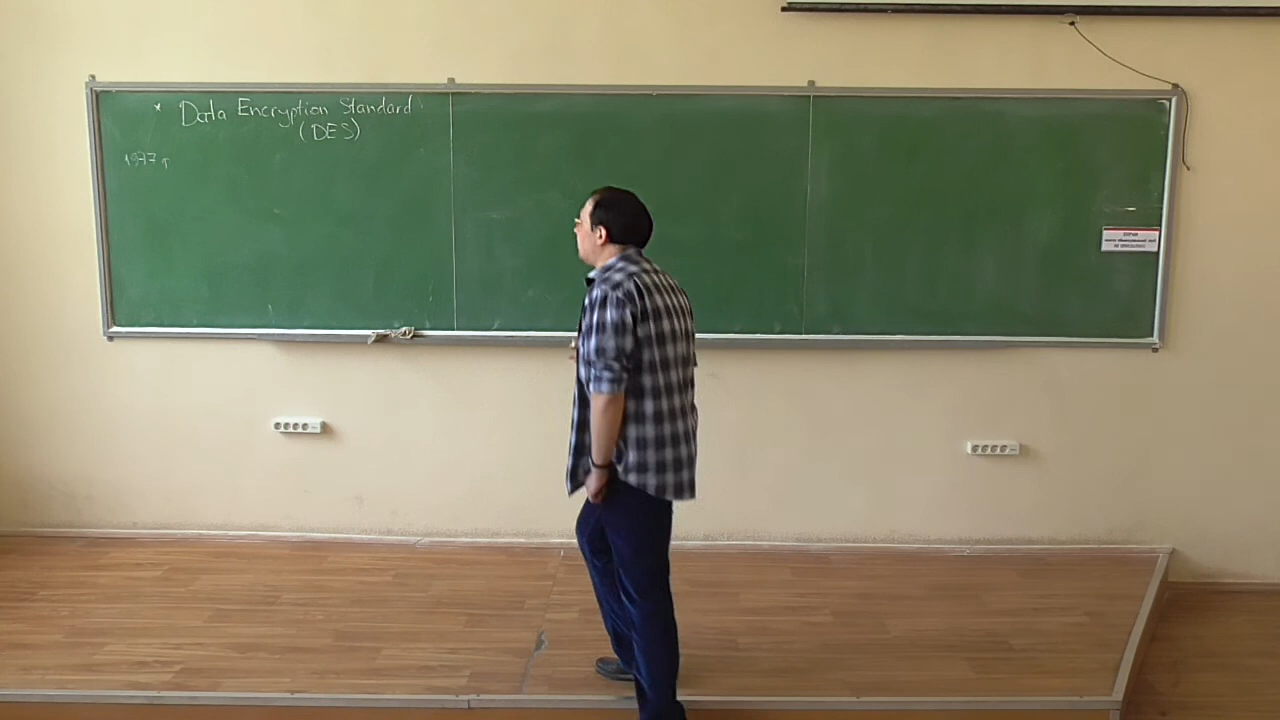 * Data Encryption Standard
(DES)
1977 г